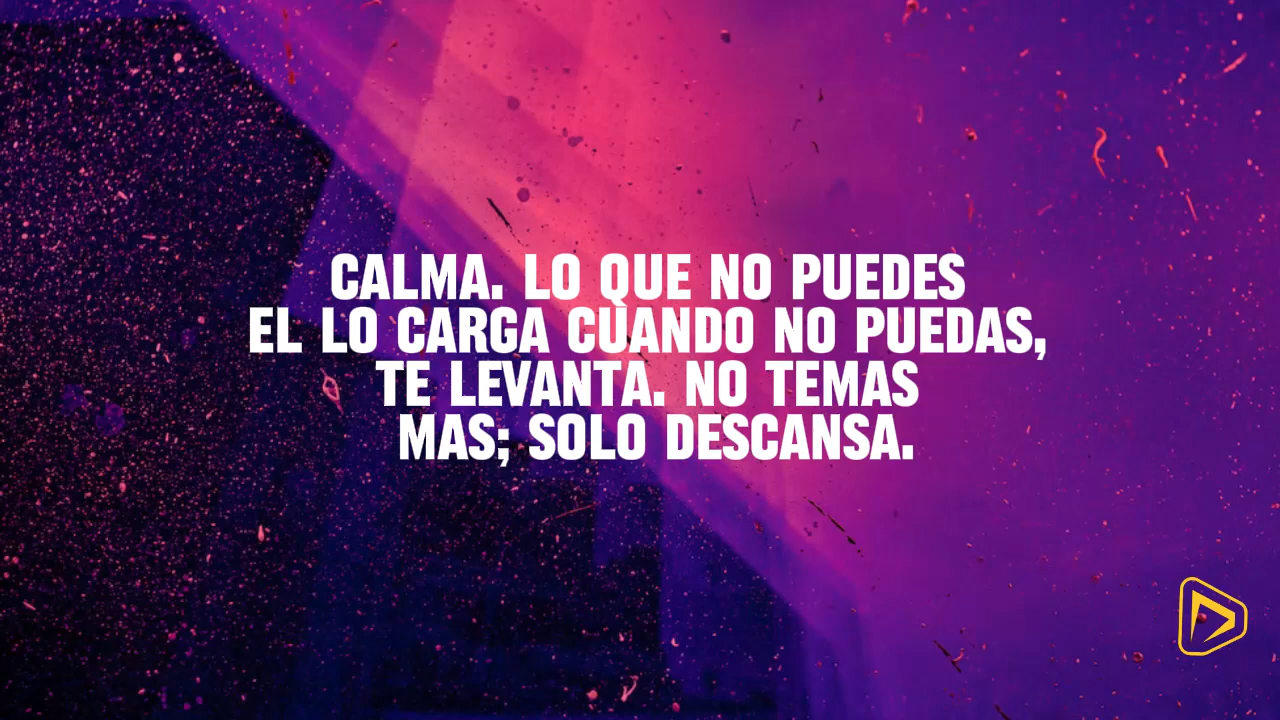 CALMA. LO QUE NO PUEDES
EL LO CARGA CUANDO NO PUEDAS,
TE LEVANTA. NO TEMAS
MAS; SOLO DESCANSA.